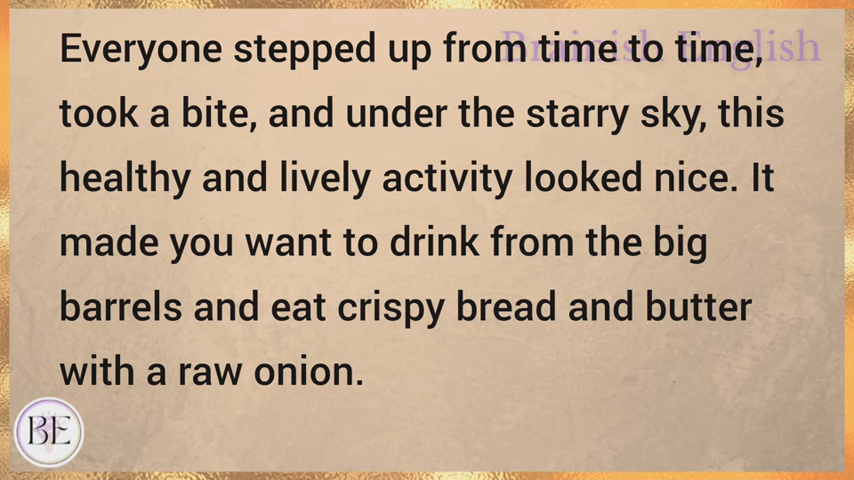 Brainish English
Everyone stepped up from time to time,
took a bite, and under the starry sky, this
healthy and lively activity looked nice. It
made you want to drink from the big
barrels and eat crispy bread and butter
with a raw onion.
BE